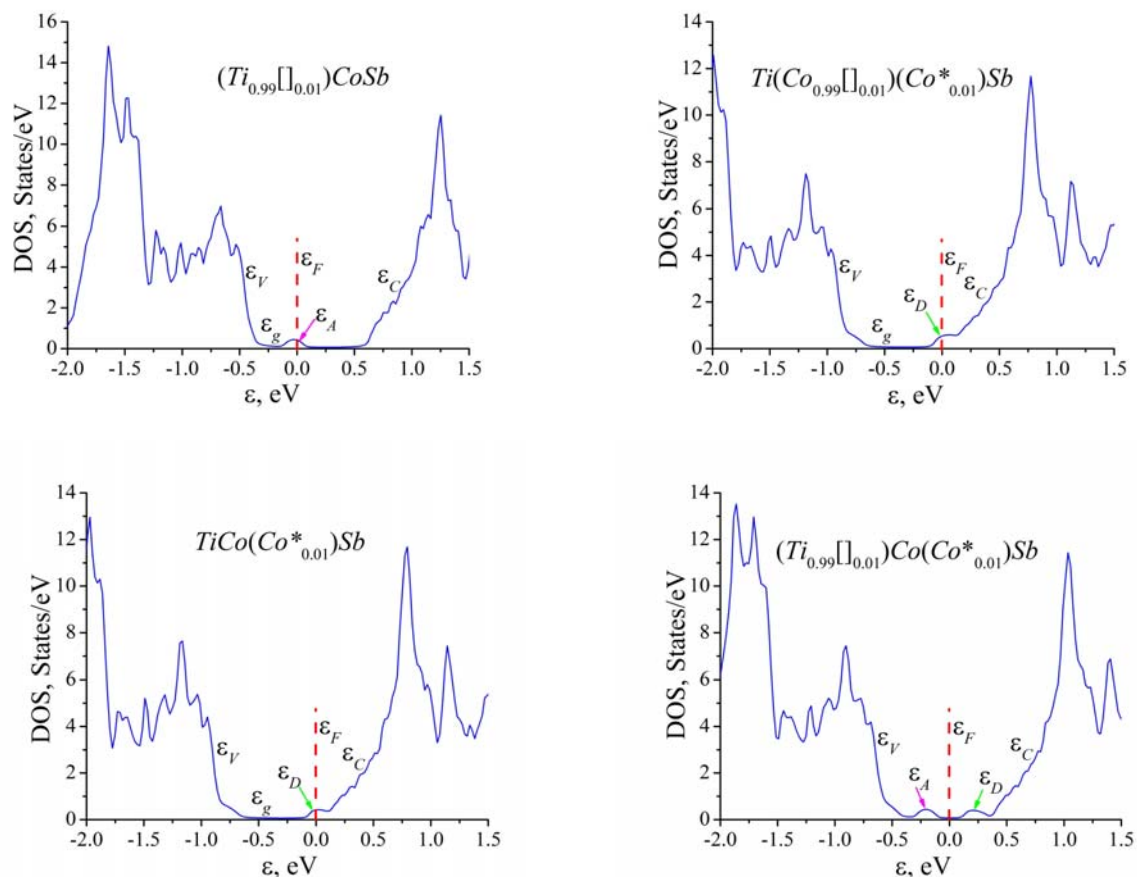 (Ti0.99[]0.01)CoSb
DOS, States/eV
16
14
12
10
8
6
4
2
0
εV
εg
εF
εA
εC
-2.0 -1.5 -1.0 -0.5 0.0 0.5 1.0 1.5
ε, eV
Ti(Co0.99[]0.01)(Co*0.01)Sb
DOS, States/eV
14
12
10
8
6
4
2
0
εV
εg
εD
εF
εC
-2.0 -1.5 -1.0 -0.5 0.0 0.5 1.0 1.5
ε, eV
TiCo(Co*0.01)Sb
DOS, States/eV
14
12
10
8
6
4
2
0
εV
εg
εD
εF
εC
-2.0 -1.5 -1.0 -0.5 0.0 0.5 1.0 1.5
ε, eV
(Ti0.99[]0.01)Co(Co*0.01)Sb
DOS, States/eV
14
12
10
8
6
4
2
0
εV
εA
εF
εD
εC
-2.0 -1.5 -1.0 -0.5 0.0 0.5 1.0 1.5
ε, eV